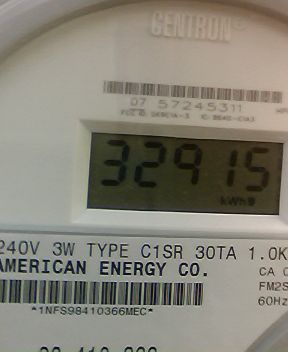 CENTRON®
07 57245311
32915
kWh
240V 3W TYPE C1SR 30TA 1.0K
AMERICAN ENERGY CO.
CA 0
FM2S
60Hz
*1NFS98410366MEC*